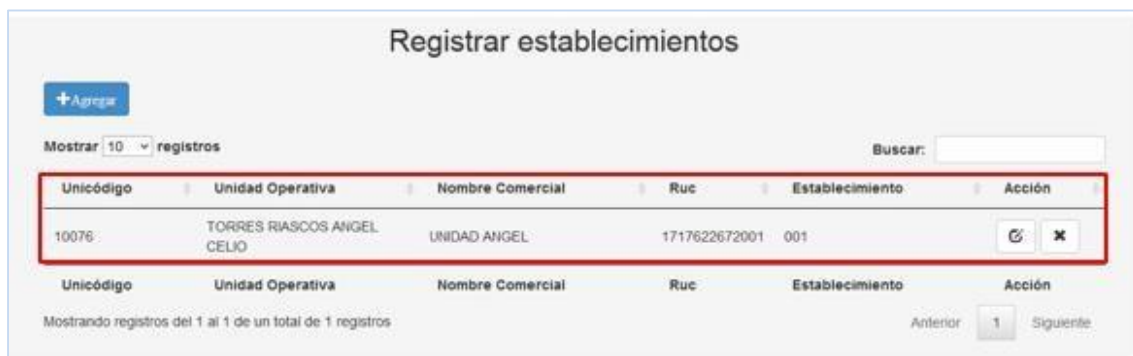 Registrar establecimientos
+Agregar
Mostrar 10 registros
Buscar:
Unicódigo Unidad Operativa Nombre Comercial Ruc Establecimiento Acción
10076 TORRES RIASCOS ANGEL CELIO UNIDAD ANGEL 1717622672001 001
Unicódigo Unidad Operativa Nombre Comercial Ruc Establecimiento Acción
Mostrando registros del 1 al 1 de un total de 1 registros
Anterior 1 Siguiente